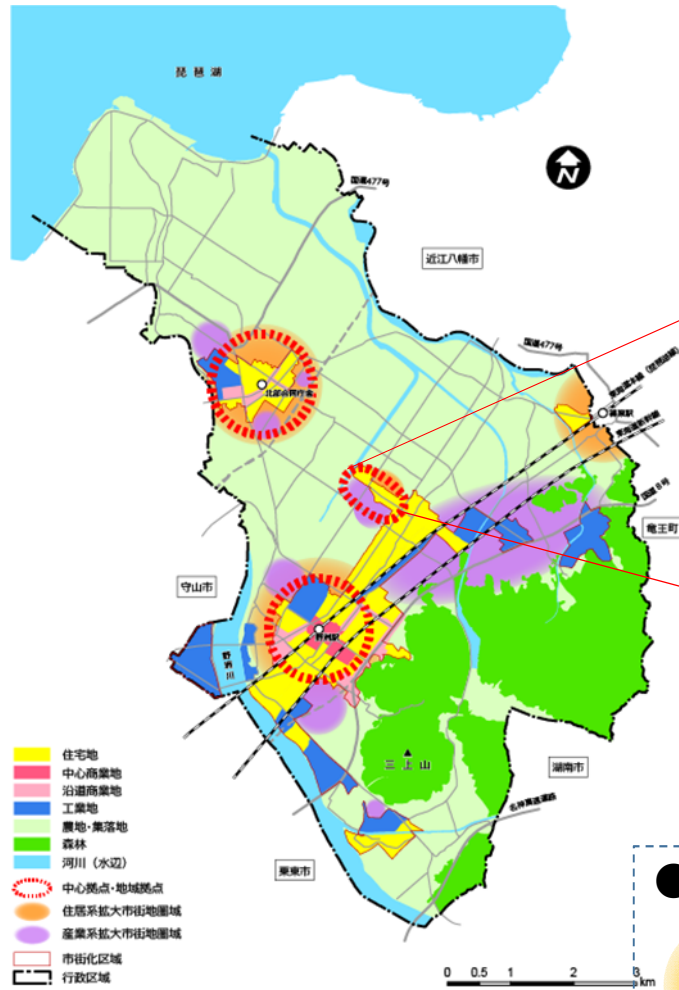 琵琶湖
N
国道477号
近江八幡市
国道477号
東海道本線（琵琶湖線）
篠原駅
東海道新幹線
北部合同庁舎
国道8号
竜王町
守山市
野洲駅
野洲川
三上山
湖南市
名神高速道路
栗東市
住宅地
中心商業地
沿道商業地
工業地
農地・集落地
森林
河川（水辺）
中心拠点・地域拠点
住居系拡大市街地圏域
産業系拡大市街地圏域
市街化区域
行政区域
0 0.5 1 2 3 km